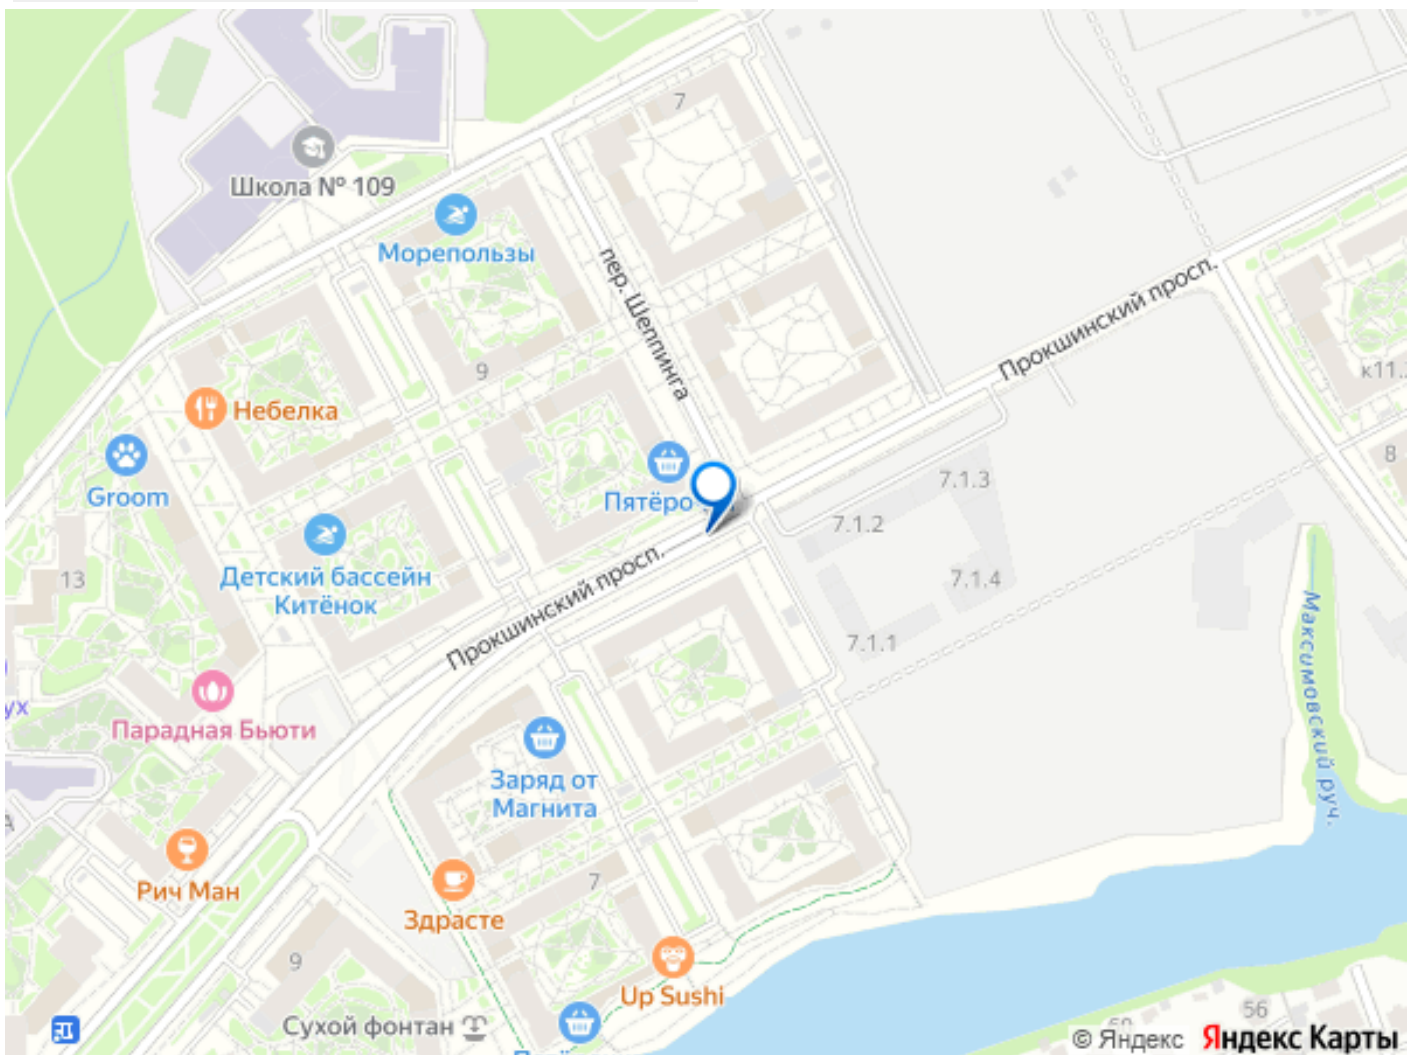 7
Школа № 109
Морепользы
пер. Шеппинга
Прокшинский просп.
9
к11.
Небелка
8
Groom
Пятёро
7.1.3
7.1.2
13
Детский бассейн
Китёнок
7.1.4
Прокшинский просп.
7.1.1
Максимовский руч.
ух
Парадная Бьюти
Заряд от
Магнита
Рич Ман
7
Здрасте
9
Up Sushi
Сухой фонтан
56
© Яндекс Яндекс Карты